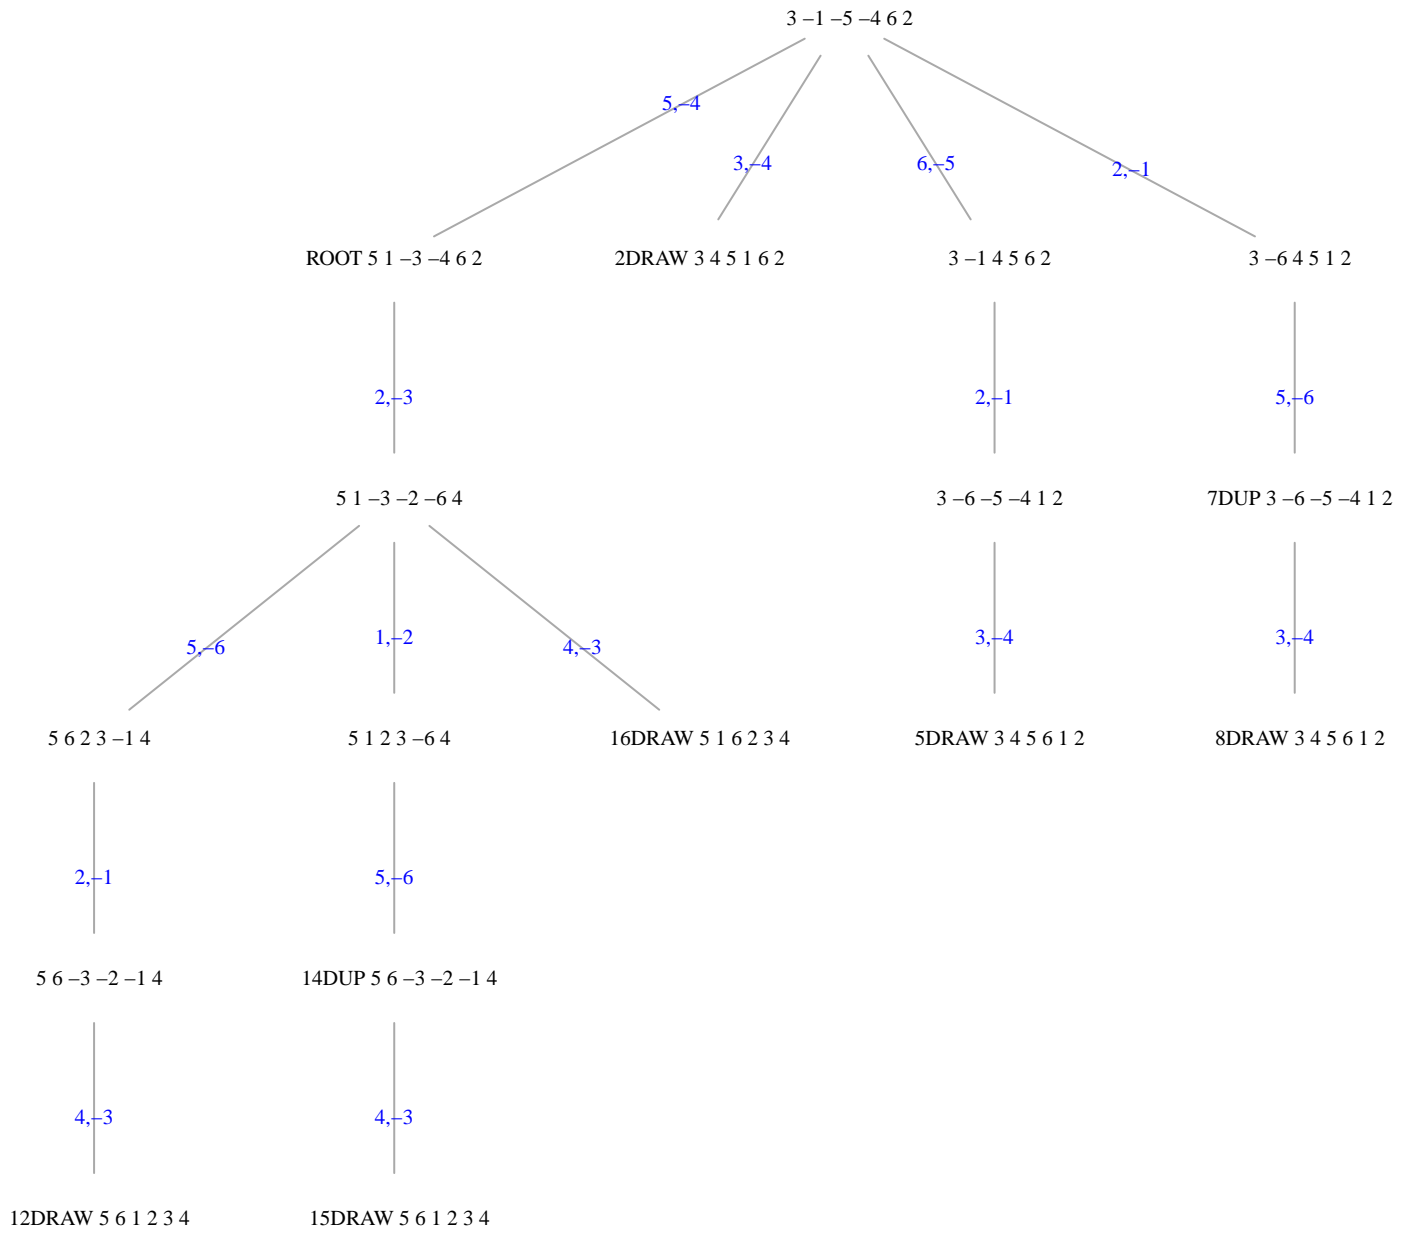 3 –1 –5 –4 6 2
5,–4
3,–4
6,–5
2,–1
ROOT 5 1 –3 –4 6 2
2DRAW 3 4 5 1 6 2
3 –1 4 5 6 2
3 –6 4 5 1 2
2,–3
2,–1
5,–6
5 1 –3 –2 –6 4
3 –6 –5 –4 1 2
7DUP 3 –6 –5 –4 1 2
5,–6
1,–2
4,–3
3,–4
3,–4
5 6 2 3 –1 4
5 1 2 3 –6 4
16DRAW 5 1 6 2 3 4
5DRAW 3 4 5 6 1 2
8DRAW 3 4 5 6 1 2
2,–1
5,–6
5 6 –3 –2 –1 4
14DUP 5 6 –3 –2 –1 4
4,–3
4,–3
12DRAW 5 6 1 2 3 4
15DRAW 5 6 1 2 3 4